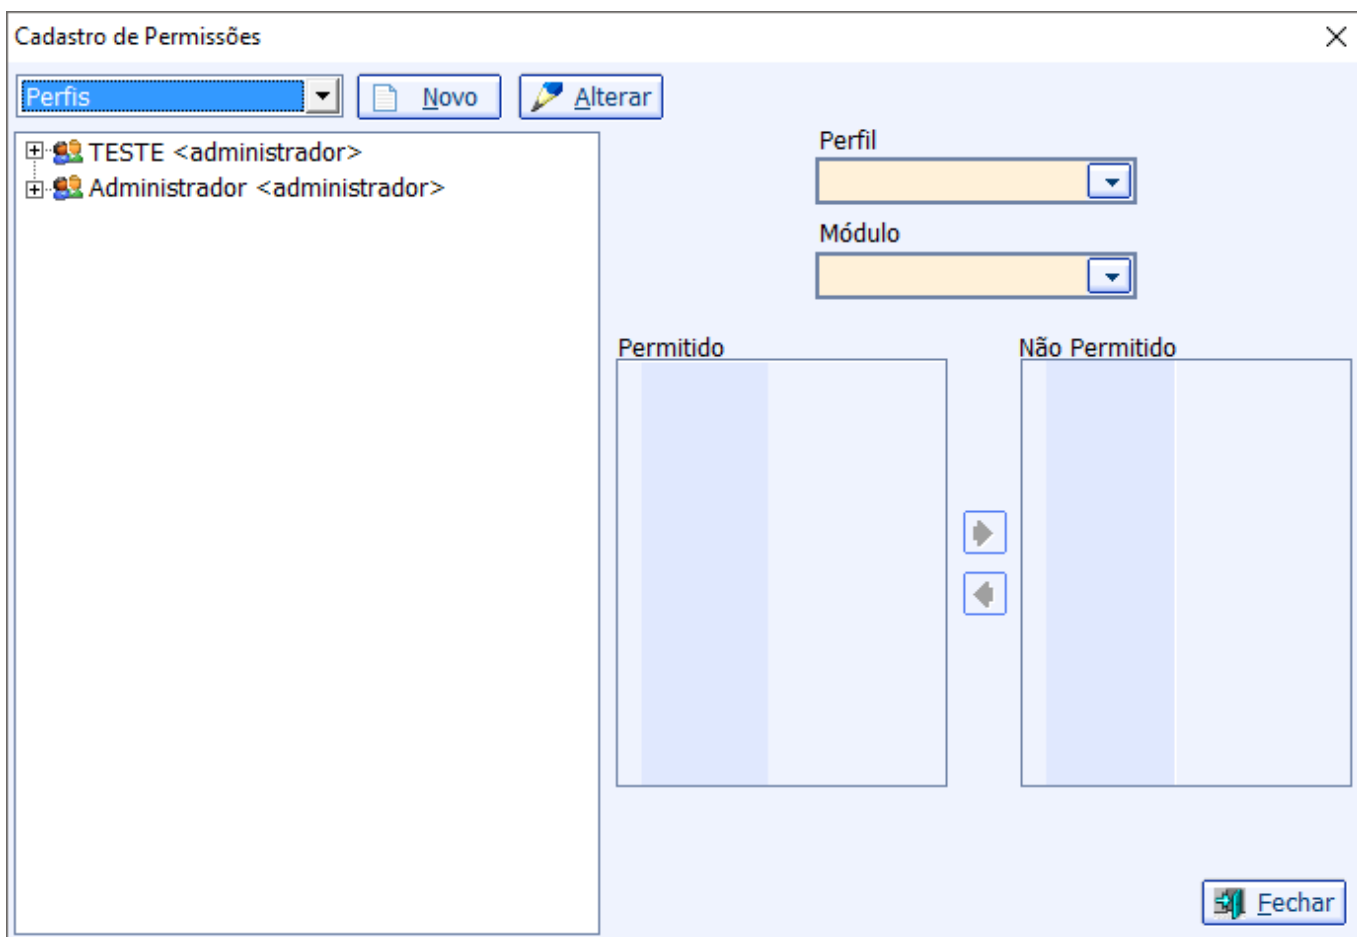 Cadastro de Permissões
Perfis
Novo
Alterar
TESTE <administrador>
Administrador <administrador>
Perfil
Módulo
Permitido
Não Permitido
Fechar